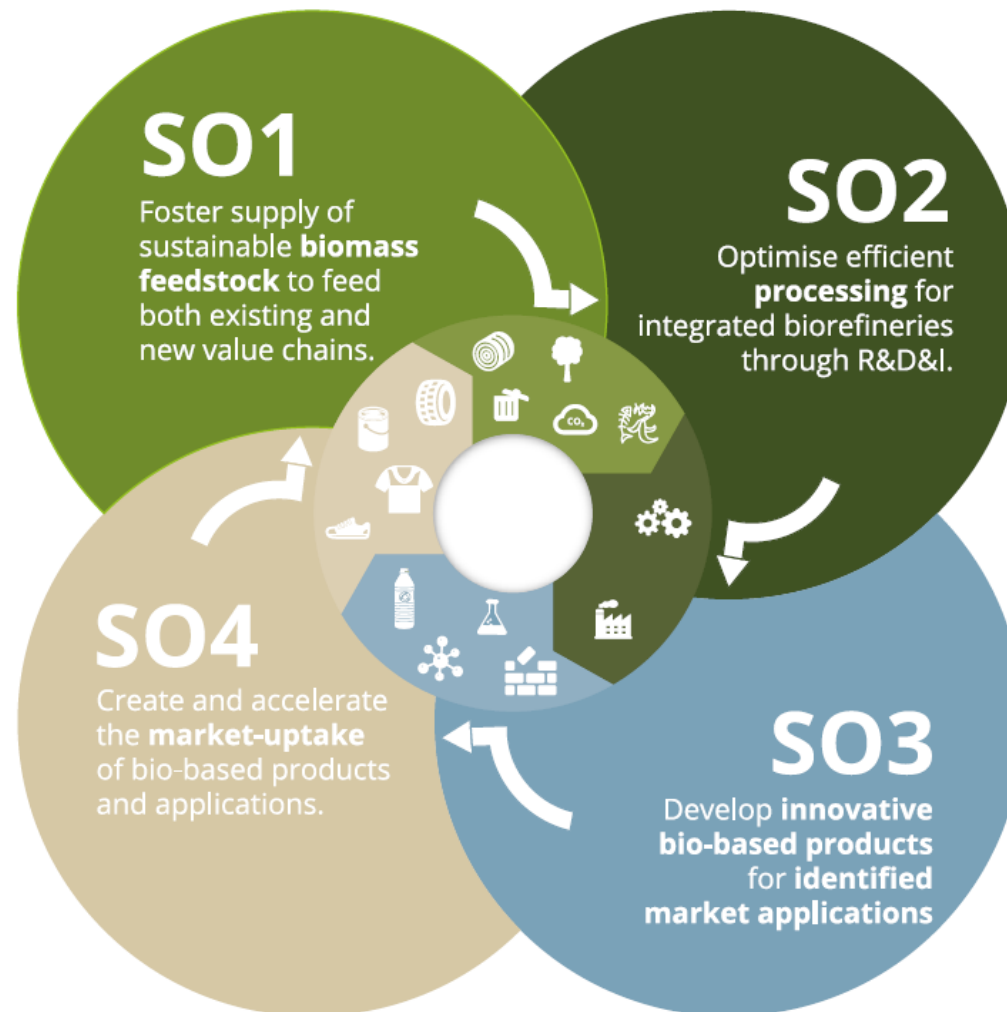 SO1
Foster supply of
sustainable biomass
feedstock to feed
both existing and
new value chains.
SO2
Optimise efficient
processing for
integrated biorefineries
through R&D&I.
CO₂
SO4
Create and accelerate
the market-uptake
of bio-based products
and applications.
SO3
Develop innovative
bio-based products
for identified
market applications